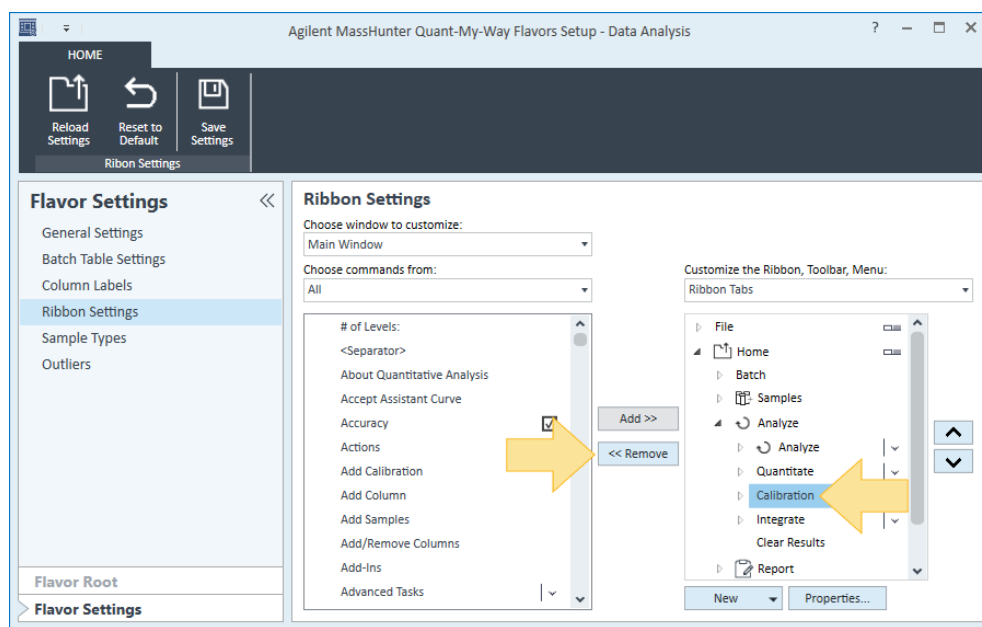 Agilent MassHunter Quant-My-Way Flavors Setup - Data Analysis
?
HOME
Reload Settings
Reset to Default
Save Settings
Ribon Settings
Flavor Settings
General Settings
Batch Table Settings
Column Labels
Ribbon Settings
Sample Types
Outliers
Flavor Root
Flavor Settings
Ribbon Settings
Choose window to customize:
Main Window
Choose commands from:
All
# of Levels:
<Separator>
About Quantitative Analysis
Accept Assistant Curve
Accuracy
Actions
Add Calibration
Add Column
Add Samples
Add/Remove Columns
Add-Ins
Advanced Tasks
Add >>
<< Remove
Customize the Ribbon, Toolbar, Menu:
Ribbon Tabs
File
Home
Batch
Samples
Analyze
Analyze
Quantitate
Calibration
Integrate
Clear Results
Report
New
Properties...